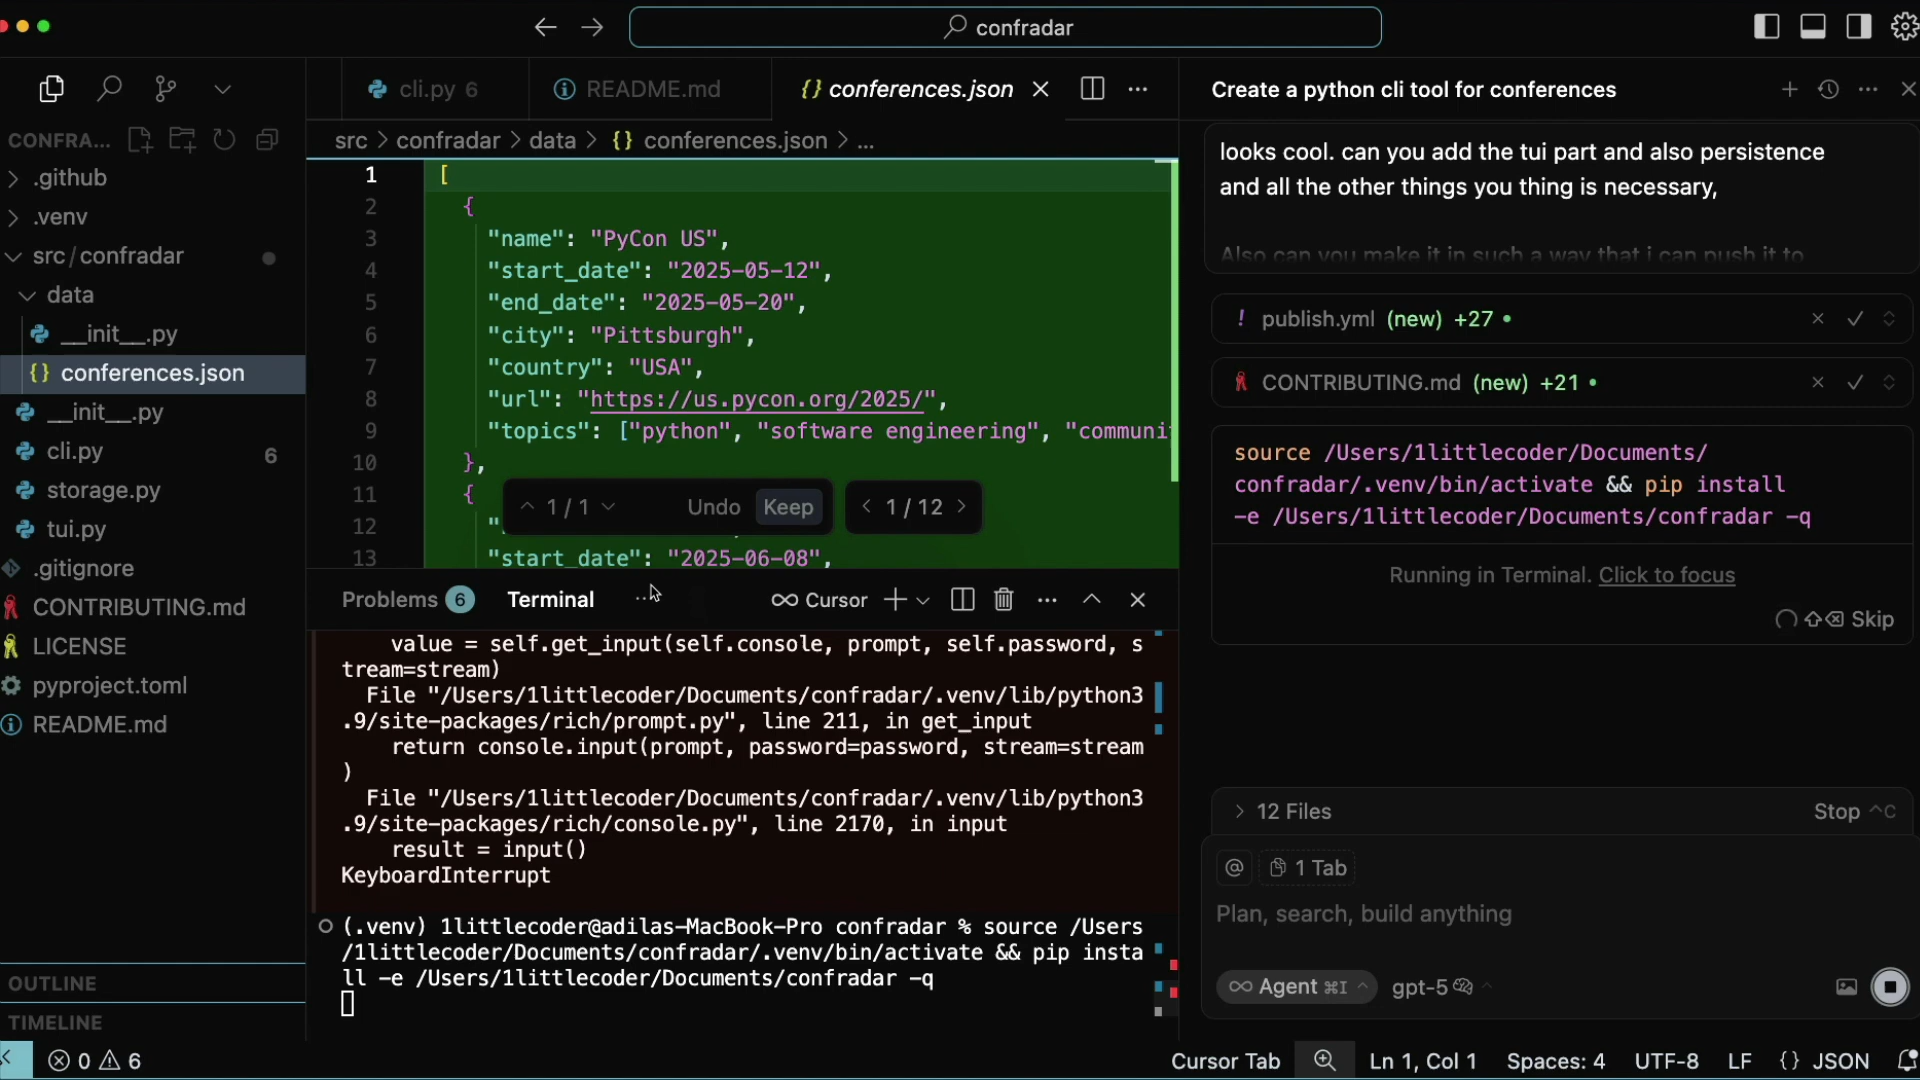 confradar
cli.py 6
README.md
{} conferences.json
Create a python cli tool for conferences
CONFRA...
src > confradar > data > {} conferences.json > ...
.github
.venv
src/confradar
data
__init__.py
{} conferences.json
__init__.py
cli.py 6
storage.py
tui.py
.gitignore
CONTRIBUTING.md
LICENSE
pyproject.toml
README.md
OUTLINE
TIMELINE
1 [
2 {
3 "name": "PyCon US",
4 "start_date": "2025-05-12",
5 "end_date": "2025-05-20",
6 "city": "Pittsburgh",
7 "country": "USA",
8 "url": "https://us.pycon.org/2025/",
9 "topics": ["python", "software engineering", "communi
10 },
11 {
12 "
13 "start_date": "2025-06-08",
1 / 1 Undo Keep
1 / 12
Problems 6 Terminal ... Cursor
value = self.get_input(self.console, prompt, self.password, s
tream=stream)
File "/Users/1littlecoder/Documents/confradar/.venv/lib/python3
.9/site-packages/rich/prompt.py", line 211, in get_input
return console.input(prompt, password=password, stream=stream
)
File "/Users/1littlecoder/Documents/confradar/.venv/lib/python3
.9/site-packages/rich/console.py", line 2170, in input
result = input()
KeyboardInterrupt
(.venv) 1littlecoder@adilas-MacBook-Pro confradar % source /Users
/1littlecoder/Documents/confradar/.venv/bin/activate && pip insta
ll -e /Users/1littlecoder/Documents/confradar -q
looks cool. can you add the tui part and also persistence
and all the other things you thing is necessary,
Also can you make it in such a way that i can push it to
! publish.yml (new) +27 •
CONTRIBUTING.md (new) +21 •
source /Users/1littlecoder/Documents/
confradar/.venv/bin/activate && pip install
-e /Users/1littlecoder/Documents/confradar -q
Running in Terminal. Click to focus
Skip
> 12 Files Stop ^C
@ 1 Tab
Plan, search, build anything
∞ Agent ⌘I gpt-5
0 6
Cursor Tab Ln 1, Col 1 Spaces: 4 UTF-8 LF {} JSON